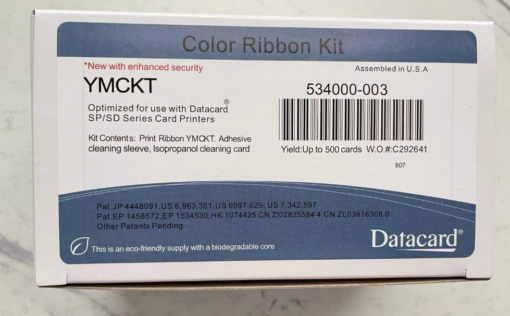 Color Ribbon Kit
*New with enhanced security
Assembled in U.S.A
YMCKT
534000-003
Optimized for use with Datacard®
SP/SD Series Card Printers
Kit Contents: Print Ribbon YMCKT. Adhesive
cleaning sleeve, Isopropanol cleaning card
Yield:Up to 500 cards W.O.#:C292641
807
Pat.JP 4448091,US 6,963,351,US 6997,629; US 7,342,597
Pat.EP 1458572;EP 1534530;HK 1074425.CN ZI02825584 4;CN ZL03818308.0
Other Patents Pending
This is an eco-friendly supply with a biodegradable core
Datacard®